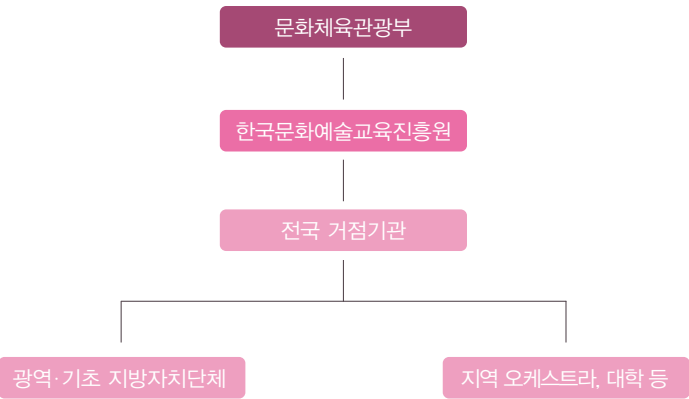 문화체육관광부
한국문화예술교육진흥원
전국 거점기관
광역·기초 지방자치단체
지역 오케스트라, 대학 등